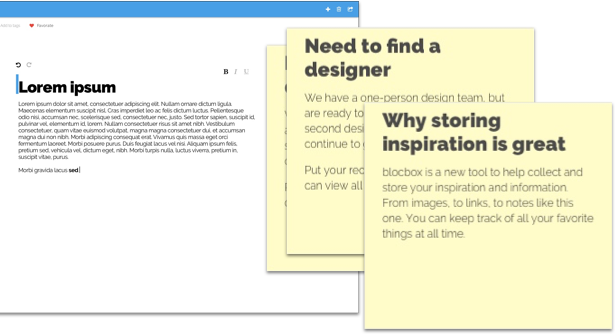 Favorite
B I U
Lorem ipsum
Lorem ipsum dolor sit amet, consectetuer adipiscing elit. Nullam ornare dictum ligula.
Maecenas elementum suscipit nisl. Cras imperdiet leo ac felis dictum luctus. Pellentesque
odio nisi, accumsan nec, scelerisque sed, consectetuer nec, justo. Sed tortor sapien, suscipit id,
pulvinar vel, elementum id, lorem. Nullam consectetuer risus sit amet nibh. Vestibulum
consectetuer, quam vitae euismod volutpat, magna magna consectetuer dui, et accumsan
magna dui non nibh. Morbi adipiscing consequat erat. Vivamus quis massa eget orci
fermentum laoreet. Morbi posuere purus. Duis feugiat lacus vel nisi. Aliquam ipsum felis,
pretium sed, vehicula vel, dictum eget, nibh. Morbi turpis nulla, luctus viverra, pretium in,
suscipit vitae, purus.
Morbi gravida lacus sed
Need to find a
designer
We have a one-person design team, but
are ready to
second desi
continue to
Put your rec
can view all
Why storing
inspiration is great
blocbox is a new tool to help collect and
store your inspiration and information.
From images, to links, to notes like this
one. You can keep track of all your favorite
things at all time.